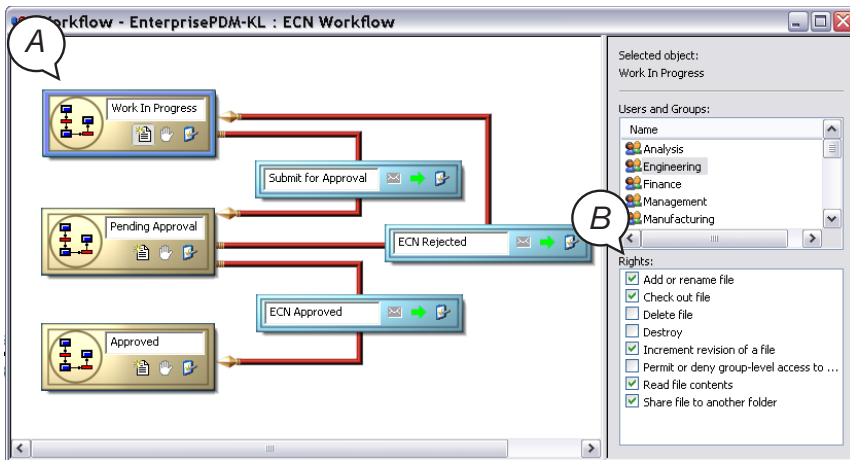 Workflow - EnterprisePDM-KL : ECN Workflow
A
Work In Progress
Submit for Approval
Pending Approval
ECN Rejected
ECN Approved
Approved
Selected object:
Work In Progress
Users and Groups:
Name
Analysis
Engineering
Finance
Management
Manufacturing
B
Rights:
Add or rename file
Check out file
Delete file
Destroy
Increment revision of a file
Permit or deny group-level access to ...
Read file contents
Share file to another folder